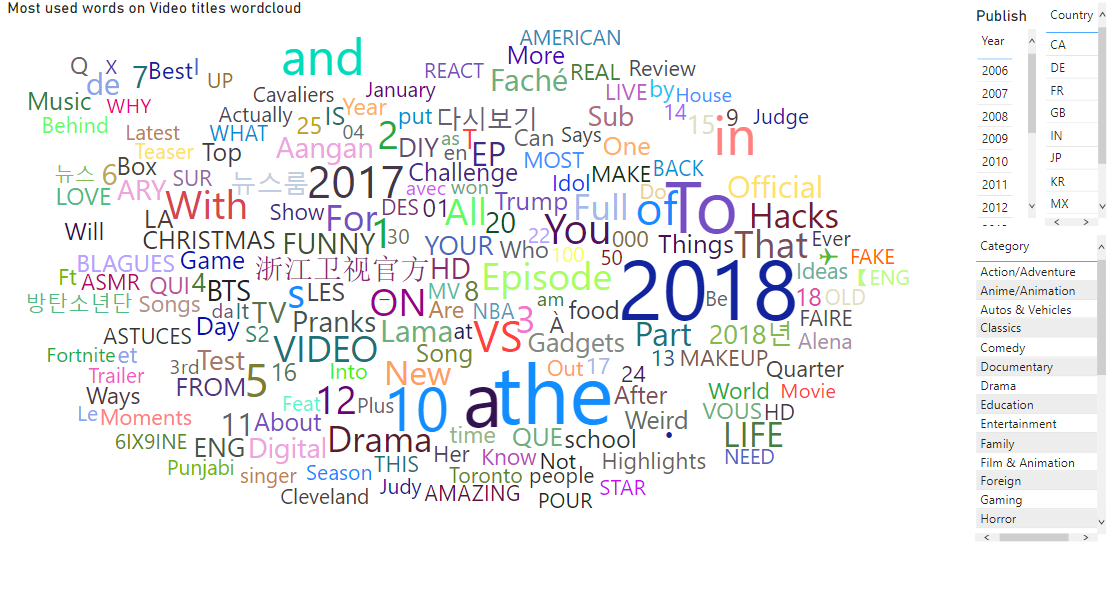 Most used words on Video titles wordcloud
AMERICAN
and
More
Q X 7 Best l
REACT
Faché REAL Review
de
UP
Cavaliers
January
LIVE by House
Music WHY
Actually IS Year
put 다시보기 Sub 14 15 9 Judge
Behind
Latest WHAT 25 04 2 DIY as T Can Says One in
Teaser Top Aangan en EP MOST
뉴스 6 Box
Challenge
MAKE BACK
SUR 뉴스룸 2017
LOVE ARY With
avec won Idol Do Official
LA Show For DES 01 All 20 Trump Full of To Hacks
Will
CHRISTMAS FUNNY 1 30 YOUR Who You 22 000 Things That Ever
BLAGUES Game 浙江卫视官方HD 100 50 ✈ FAKE
Ft ASMR QUI 4 BTS S LES ON – MV 8 Episode 2018 Ideas 【ENG
방탄소년단 Songs da It TV Are NBA am food Be 18 OLD
ASTUCES Day S2 Pranks Lama at VS 3 À Part 2018년 FAIRE
Gadgets Alena
Fortnite et 3rd Test VIDEO Song 13 MAKEUP Quarter
Trailer 16 Into New Out 17
Ways FROM 5 24 World Movie
Le Moments Feat 12 Plus 10 a the After
11 About Weird VOUS HD
6IX9INE ENG Digital Drama time QUE school • LIFE
Punjabi THIS Her Know Not Highlights NEED
singer Season Toronto people
Cleveland Judy AMAZING POUR STAR
Publish
Year
2006
2007
2008
2009
2010
2011
2012
Country
CA
DE
FR
GB
IN
JP
KR
MX
Category
Action/Adventure
Anime/Animation
Autos & Vehicles
Classics
Comedy
Documentary
Drama
Education
Entertainment
Family
Film & Animation
Foreign
Gaming
Horror